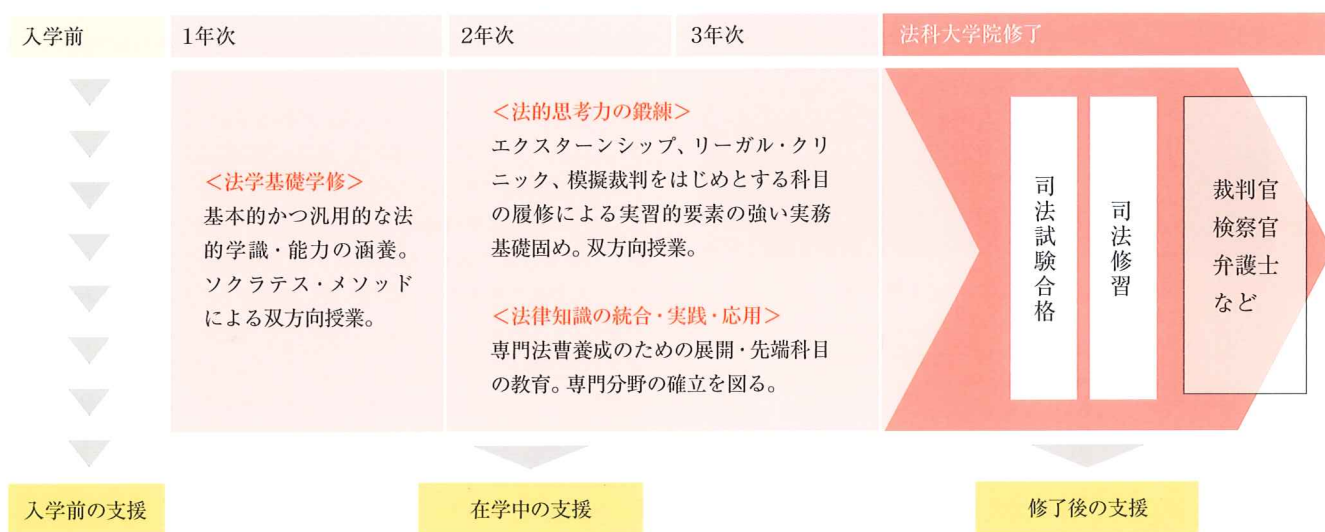 入学前
1年次
2年次
3年次
法科大学院修了
<法学基礎学修>
基本的かつ汎用的な法
的学識・能力の涵養。
ソクラテス・メソッド
による双方向授業。
<法的思考力の鍛練>
エクスターンシップ、リーガル・クリ
ニック、模擬裁判をはじめとする科目
の履修による実習的要素の強い実務
基礎固め。双方向授業。
<法律知識の統合・実践・応用>
専門法曹養成のための展開・先端科目
の教育。専門分野の確立を図る。
司法試験合格
司法修習
裁判官
検察官
弁護士
など
入学前の支援
在学中の支援
修了後の支援